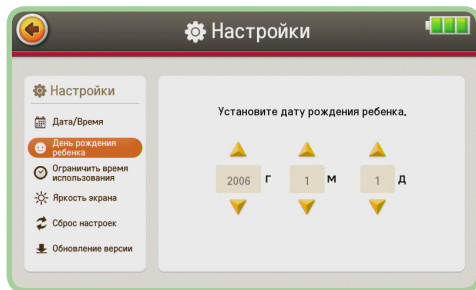 Настройки
Настройки
Дата/Время
День рождения
ребенка
Ограничить время
использования
Яркость экрана
Сброс настроек
Обновление версии
Установите дату рождения ребенка.
2006 Г 1 М 1 Д